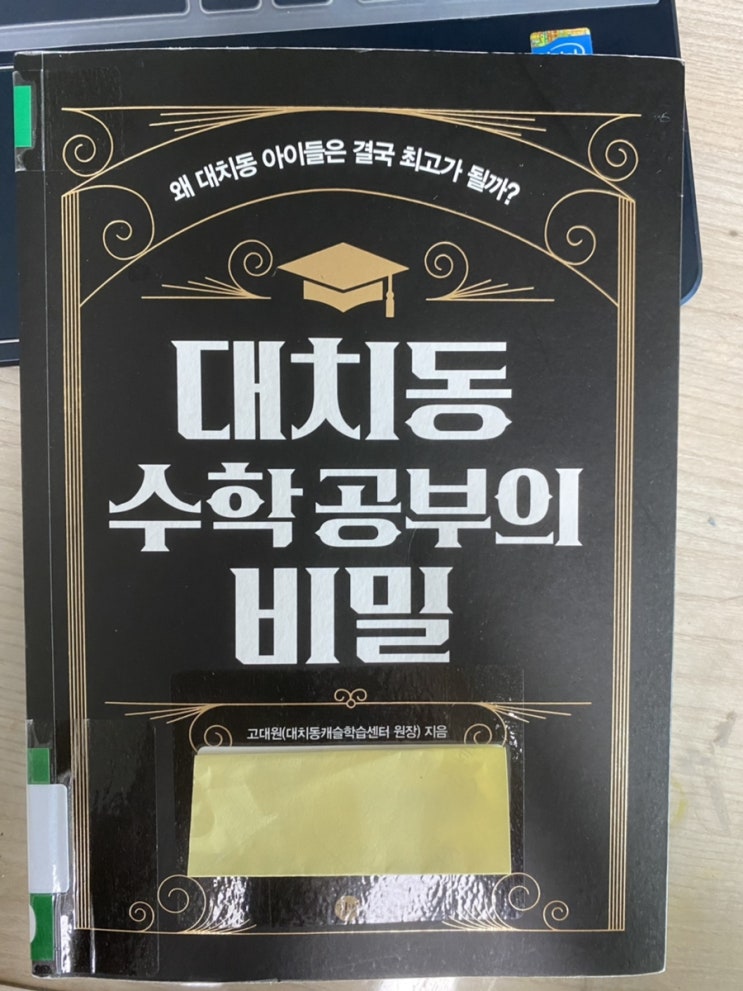 왜 대치동 아이들은 결국 최고가 될까?
대치동
수학 공부의
비밀
고대원(대치동캐슬학습센터 원장) 지음